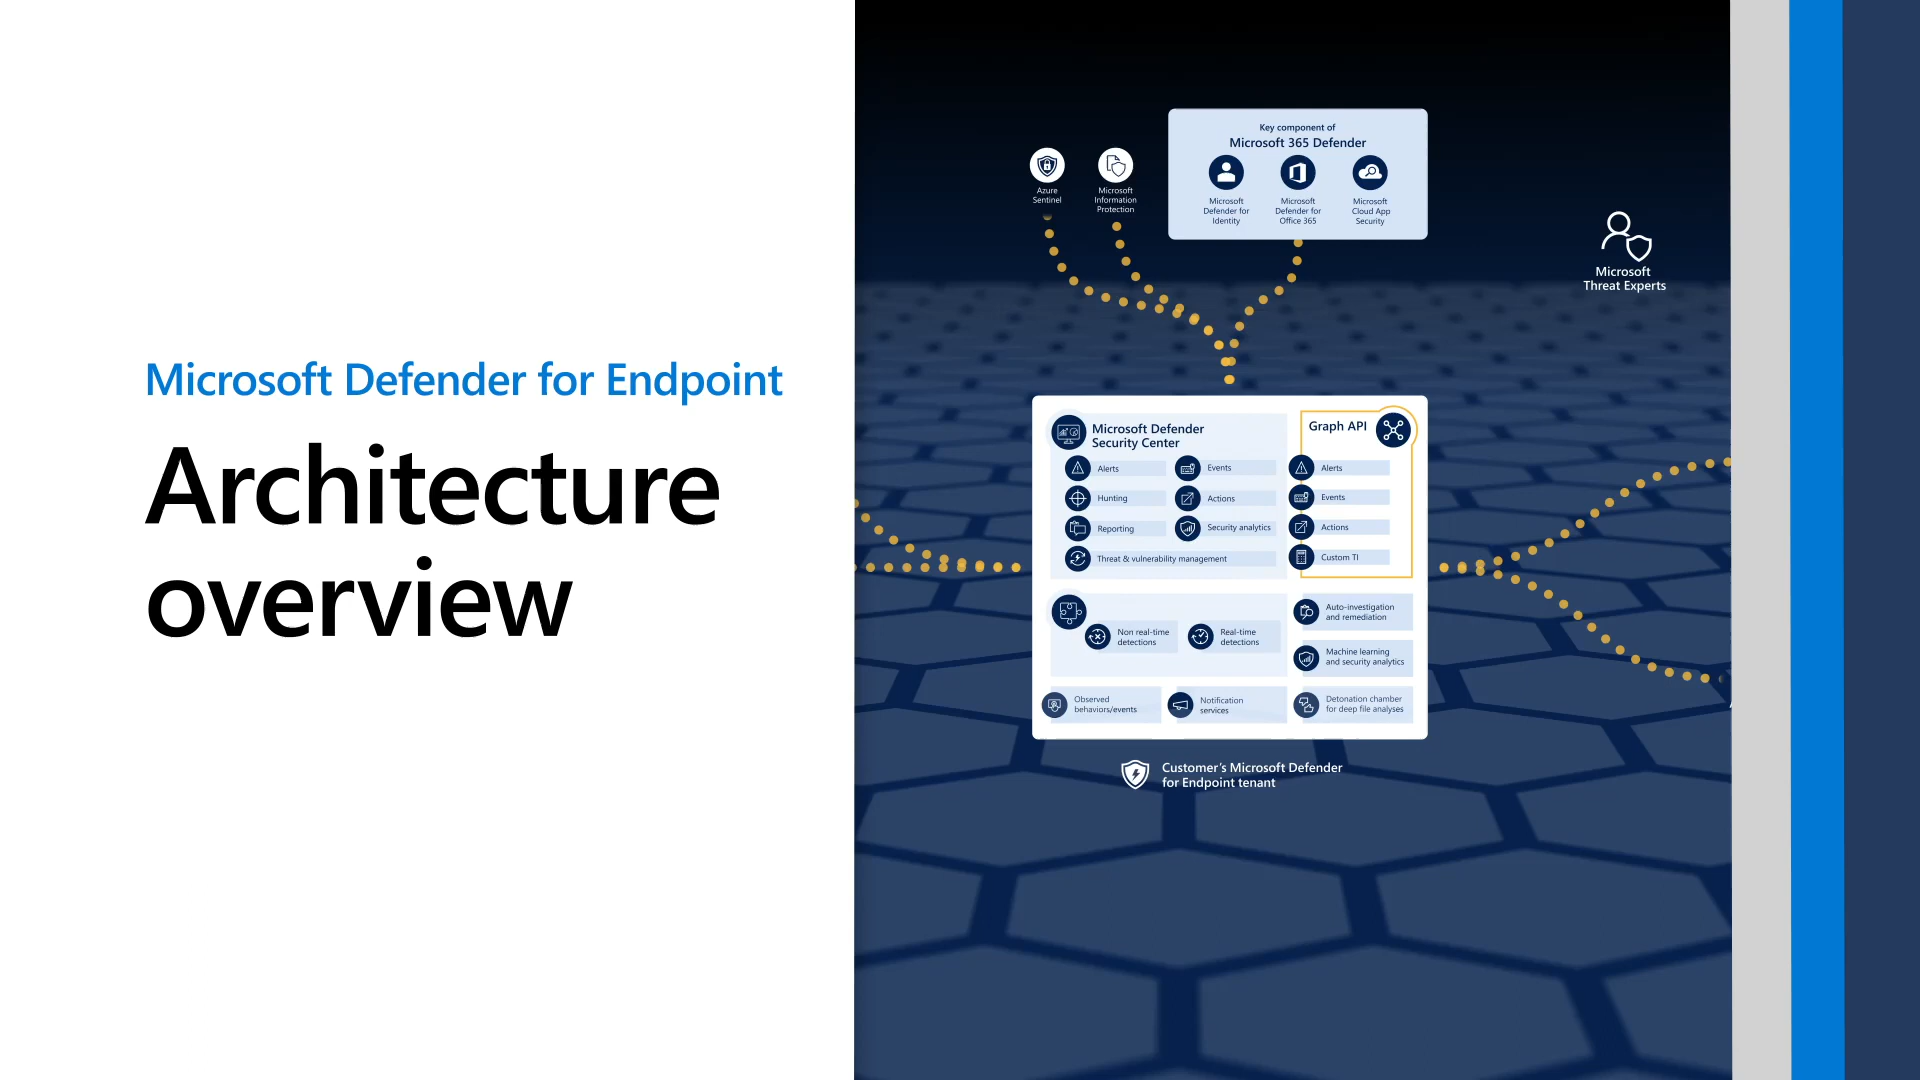 Microsoft Defender for Endpoint
Architecture
overview
Azure
Sentinel
Microsoft
Information
Protection
Key component of
Microsoft 365 Defender
Microsoft
Defender for
Identity
Microsoft
Defender for
Office 365
Microsoft
Cloud App
Security
Microsoft
Threat Experts
Microsoft Defender
Security Center
Alerts
Events
Hunting
Actions
Reporting
Security analytics
Threat & vulnerability management
Graph API
Alerts
Events
Actions
Custom TI
Non real-time
detections
Real-time
detections
Auto-investigation
and remediation
Machine learning
and security analytics
Observed
behaviors/events
Notification
services
Detonation chamber
for deep file analyses
Customer's Microsoft Defender
for Endpoint tenant